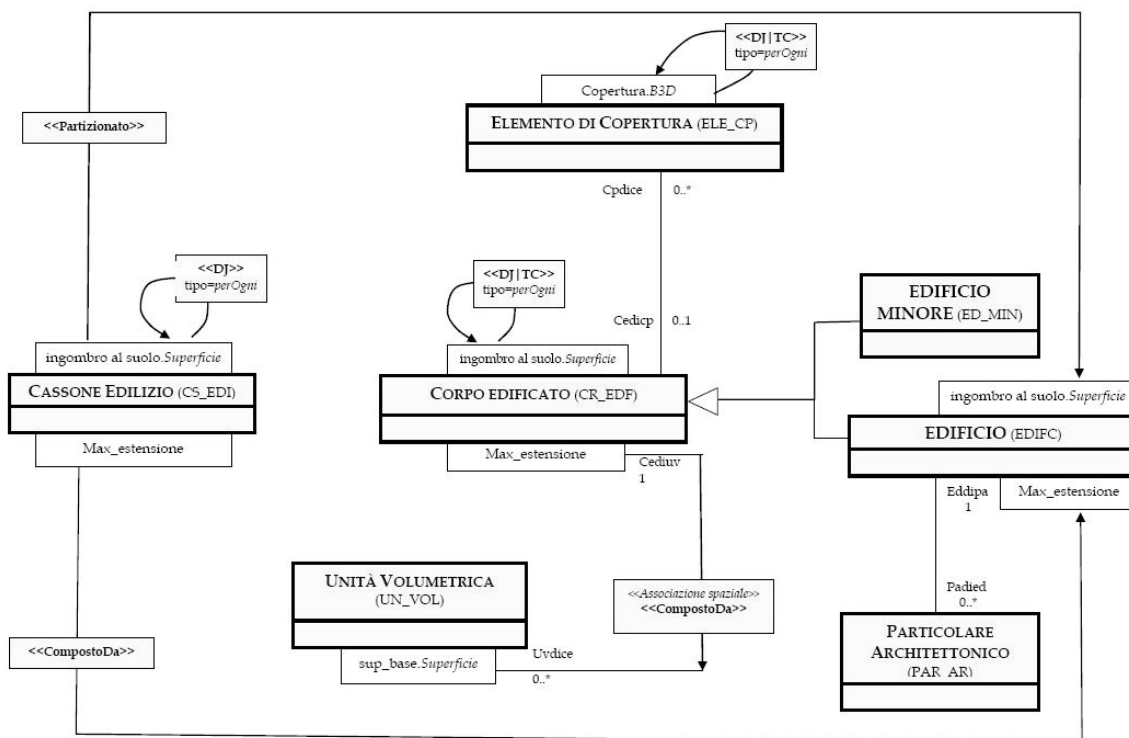 <<DJ|TC>>
tipo=perOgni
Copertura.B3D
ELEMENTO DI COPERTURA (ELE_CP)
<<Partizionato>>
Cpdice 0..*
<<DJ>>
tipo=perOgni
<<DJ|TC>>
tipo=perOgni
EDIFICIO
MINORE (ED_MIN)
Cedicp 0..1
ingombro al suolo.Superficie
CASSONE EDILIZIO (CS_EDI)
Max_estensione
ingombro al suolo.Superficie
CORPO EDIFICATO (CR_EDF)
Max_estensione
Cediuv
1
ingombro al suolo.Superficie
EDIFICIO (EDIFC)
Eddipa
1
Max_estensione
UNITÀ VOLUMETRICA
(UN_VOL)
sup_base.Superficie
Uvdice
0..*
<<Associazione spaziale>>
<<CompostoDa>>
Padied
0..*
PARTICOLARE
ARCHITETTONICO
(PAR_AR)
<<CompostoDa>>